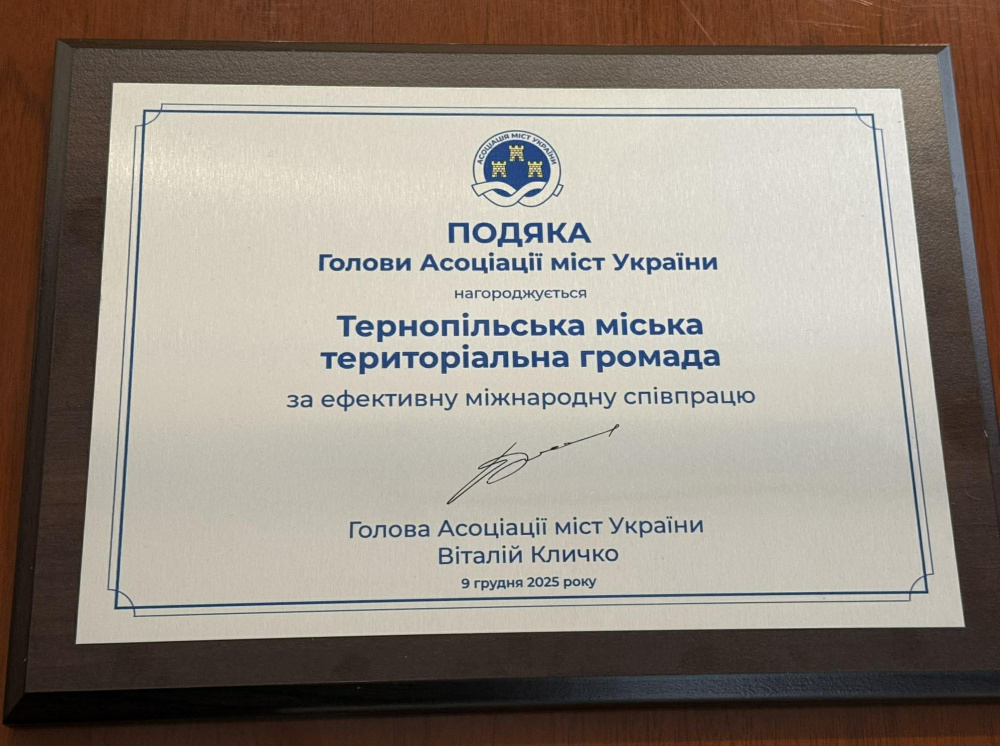 АСОЦІАЦІЯ МІСТ УКРАЇНИ
ПОДЯКА
Голови Асоціації міст України
нагороджується
Тернопільська міська
територіальна громада
за ефективну міжнародну співпрацю
Голова Асоціації міст України
Віталій Кличко
9 грудня 2025 року